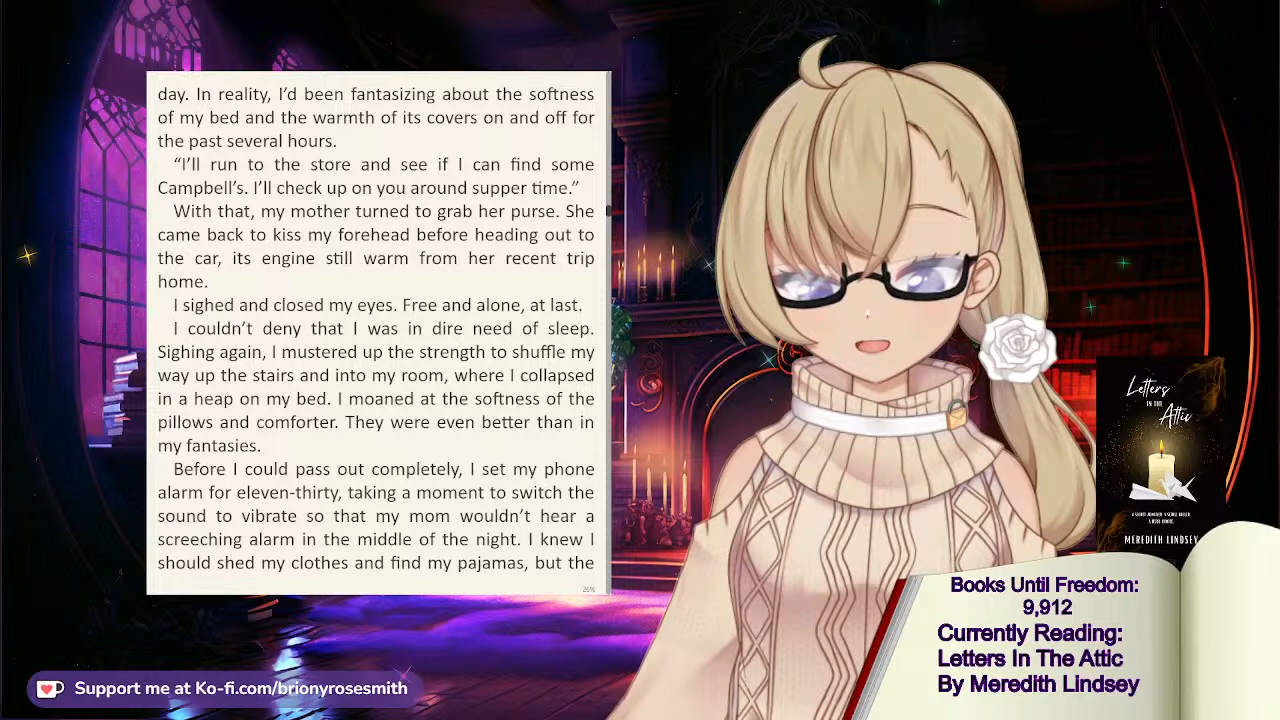 day. In reality, I’d been fantasizing about the softness
of my bed and the warmth of its covers on and off for
the past several hours.
“I’ll run to the store and see if I can find some
Campbell’s. I’ll check up on you around supper time.”
With that, my mother turned to grab her purse. She
came back to kiss my forehead before heading out to
the car, its engine still warm from her recent trip
home.
I sighed and closed my eyes. Free and alone, at last.
I couldn’t deny that I was in dire need of sleep.
Sighing again, I mustered up the strength to shuffle my
way up the stairs and into my room, where I collapsed
in a heap on my bed. I moaned at the softness of the
pillows and comforter. They were even better than in
my fantasies.
Before I could pass out completely, I set my phone
alarm for eleven-thirty, taking a moment to switch the
sound to vibrate so that my mom wouldn’t hear a
screeching alarm in the middle of the night. I knew I
should shed my clothes and find my pajamas, but the
26%
Letters
IN THE
Attic
MEREDITH LINDSEY
Books Until Freedom:
9,912
Currently Reading:
Letters In The Attic
By Meredith Lindsey
Support me at Ko-fi.com/brionyrosesmith